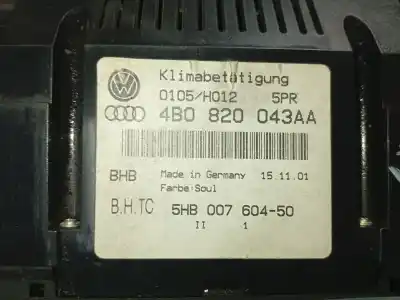 Klimabetätigung
0105/H012 5PR
4B0 820 043AA
BHB Made in Germany 15.11.01
Farbe:Soul
B.H.TC 5HB 007 604-50
II 1